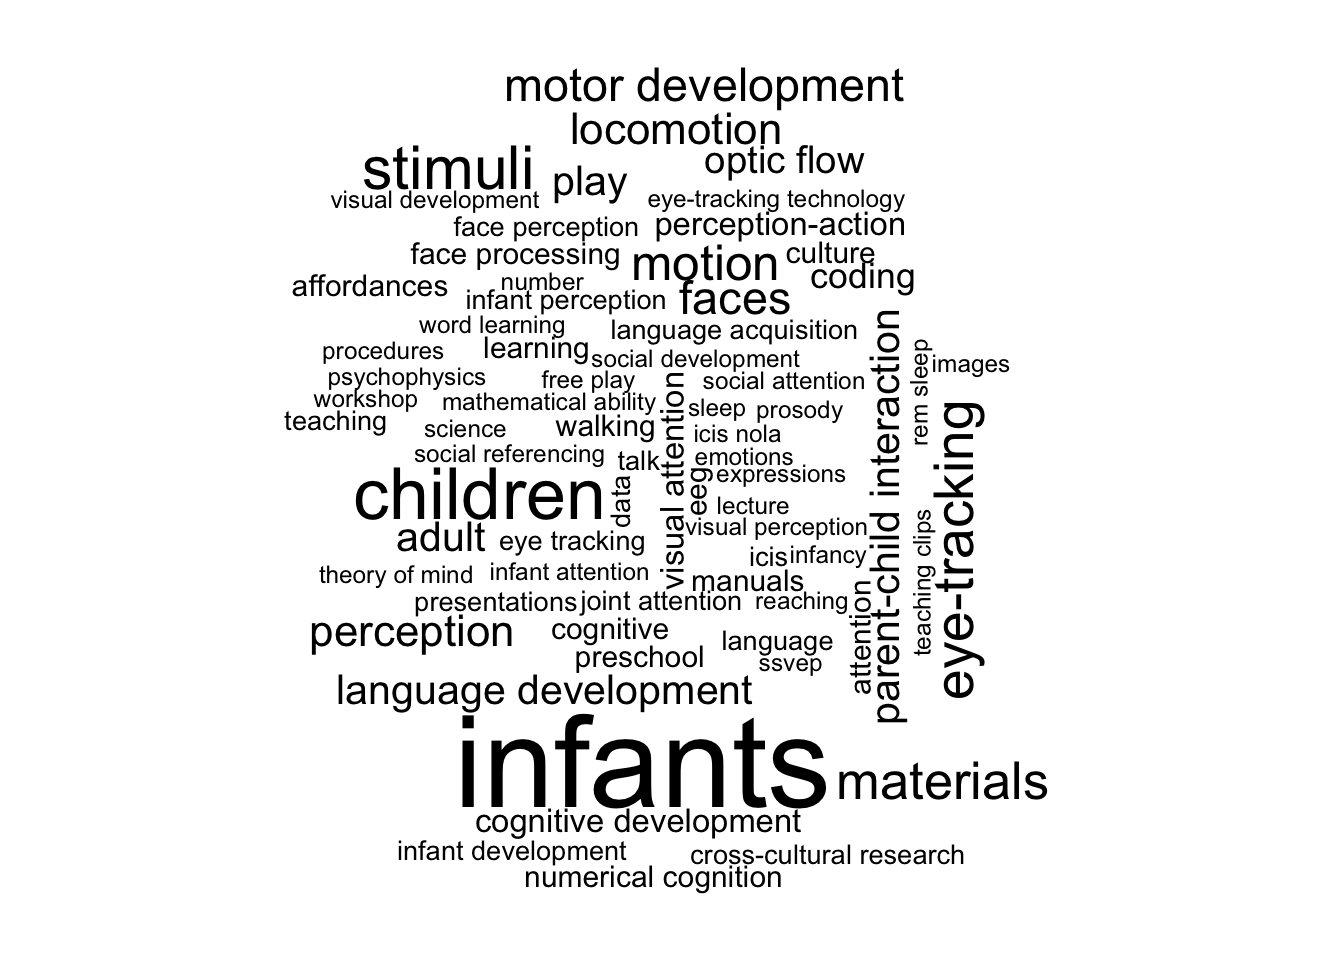 motor development
locomotion
stimuli
play
optic flow
visual development
eye-tracking technology
face perception
perception-action
face processing
motion
culture
affordances
number
coding
infant perception
faces
word learning
language acquisition
procedures
learning
social development
images
psychophysics
free play
social attention
workshop
mathematical ability
sleep
prosody
teaching
science
walking
icis nola
social referencing
talk
emotions
expressions
children
data
visual attention
eeg
lecture
parent-child interaction
rem sleep
eye-tracking
adult
eye tracking
visual perception
icis
infancy
teaching clips
theory of mind
infant attention
manuals
presentations
joint attention
reaching
attention
perception
cognitive
language
preschool
ssvep
language development
infants
materials
cognitive development
infant development
cross-cultural research
numerical cognition